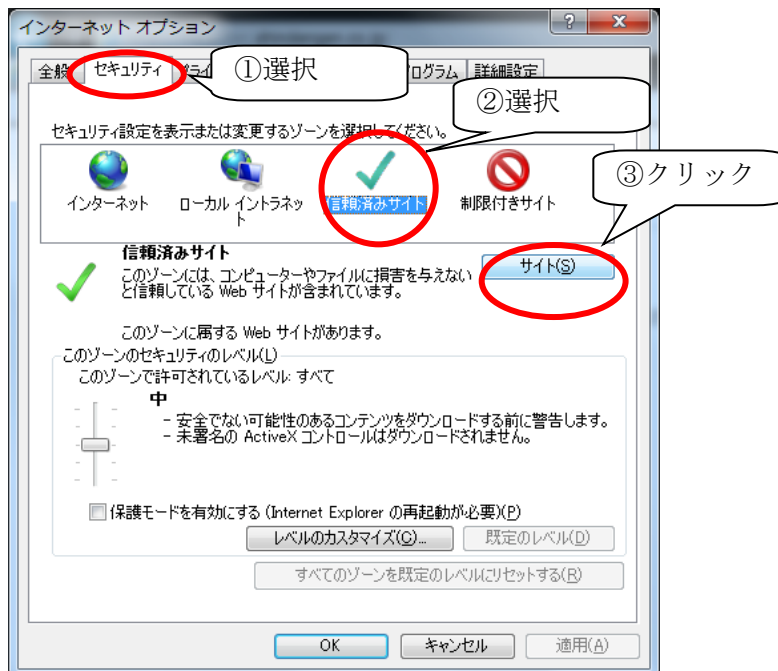 インターネット オプション
全般 セキュリティ ①選択 詳細設定
②選択
セキュリティ設定を表示または変更するゾーンを選択してください。
③クリック
インターネット ローカル イントラネット 信頼済みサイト 制限付きサイト
信頼済みサイト
サイト(S)
このゾーンには、コンピューターやファイルに損害を与えない
と信頼している Web サイトが含まれています。
このゾーンに属する Web サイトがあります。
このゾーンのセキュリティのレベル(L)
このゾーンで許可されているレベル: すべて
中
- 安全でない可能性のあるコンテンツをダウンロードする前に警告します。
- 未署名の ActiveX コントロールはダウンロードされません。
保護モードを有効にする (Internet Explorer の再起動が必要)(P)
レベルのカスタマイズ(C)... 既定のレベル(D)
すべてのゾーンを既定のレベルにリセットする(R)
OK キャンセル 適用(A)